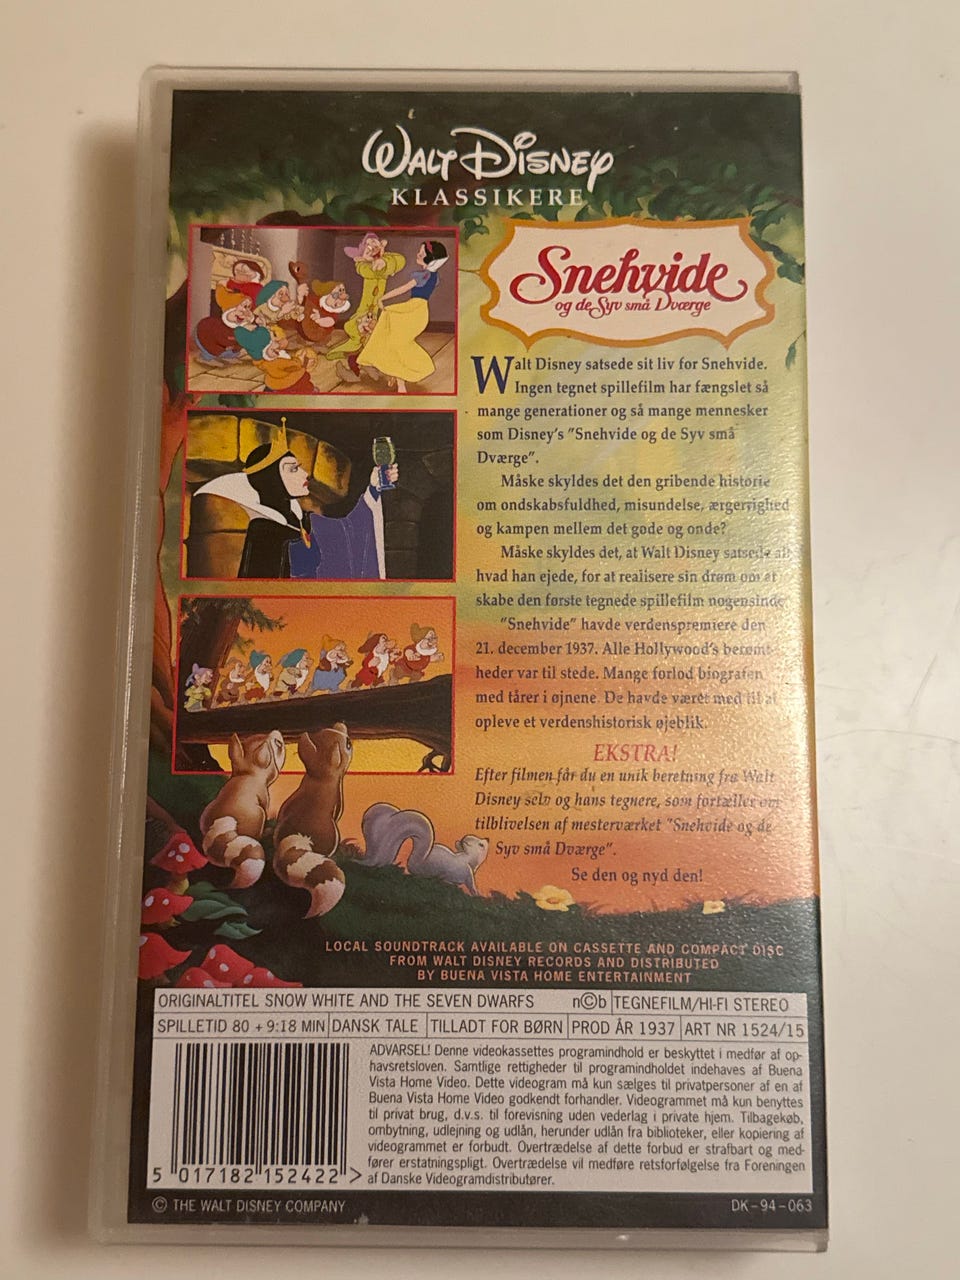 WALT DISNEY
KLASSIKERE
Snehvide
og de Syv små Dværge
Walt Disney satsede sit liv for Snehvide.
Ingen tegnet spillefilm har fængslet så
mange generationer og så mange mennesker
som Disney's "Snehvide og de Syv små
Dværge".
Måske skyldes det den gribende historie
om ondskabsfuldhed, misundelse, ærgerrighed
og kampen mellem det gode og onde?
Måske skyldes det, at Walt Disney satsede alt
hvad han ejede, for at realisere sin drøm om at
skabe den første tegnede spillefilm nogensinde.
"Snehvide" havde verdenspremiere den
21. december 1937. Alle Hollywood's berømt-
heder var til stede. Mange forlod biografen
med tårer i øjnene. De havde været med til at
opleve et verdenshistorisk øjeblik.
EKSTRA!
Efter filmen får du en unik beretning fra Walt
Disney selv og hans tegnere, som fortæller om
tilblivelsen af mesterværket "Snehvide og de
Syv små Dværge".
Se den og nyd den!
LOCAL SOUNDTRACK AVAILABLE ON CASSETTE AND COMPACT DISC
FROM WALT DISNEY RECORDS AND DISTRIBUTED
BY BUENA VISTA HOME ENTERTAINMENT
ORIGINALTITEL SNOW WHITE AND THE SEVEN DWARFS n©b TEGNEFILM/HI-FI STEREO
SPILLETID 80 + 9:18 MIN DANSK TALE TILLADT FOR BØRN PROD ÅR 1937 ART NR 1524/15
ADVARSEL! Denne videokassettes programindhold er beskyttet i medfør af op-
havsretsloven. Samtlige rettigheder til programindholdet indehaves af Buena
Vista Home Video. Dette videogram må kun sælges til privatpersoner af en af
Buena Vista Home Video godkendt forhandler. Videogrammet må kun benyttes
til privat brug, d.v.s. til forevisning uden vederlag i private hjem. Tilbagekøb,
ombytning, udlejning og udlån, herunder udlån fra biblioteker, eller kopiering af
videogrammet er forbudt. Overtrædelse af dette forbud er strafbart og med-
fører erstatningspligt. Overtrædelse vil medføre retsforfølgelse fra Foreningen
af Danske Videogramdistributører.
5 017182 152422 >
© THE WALT DISNEY COMPANY DK-94-063